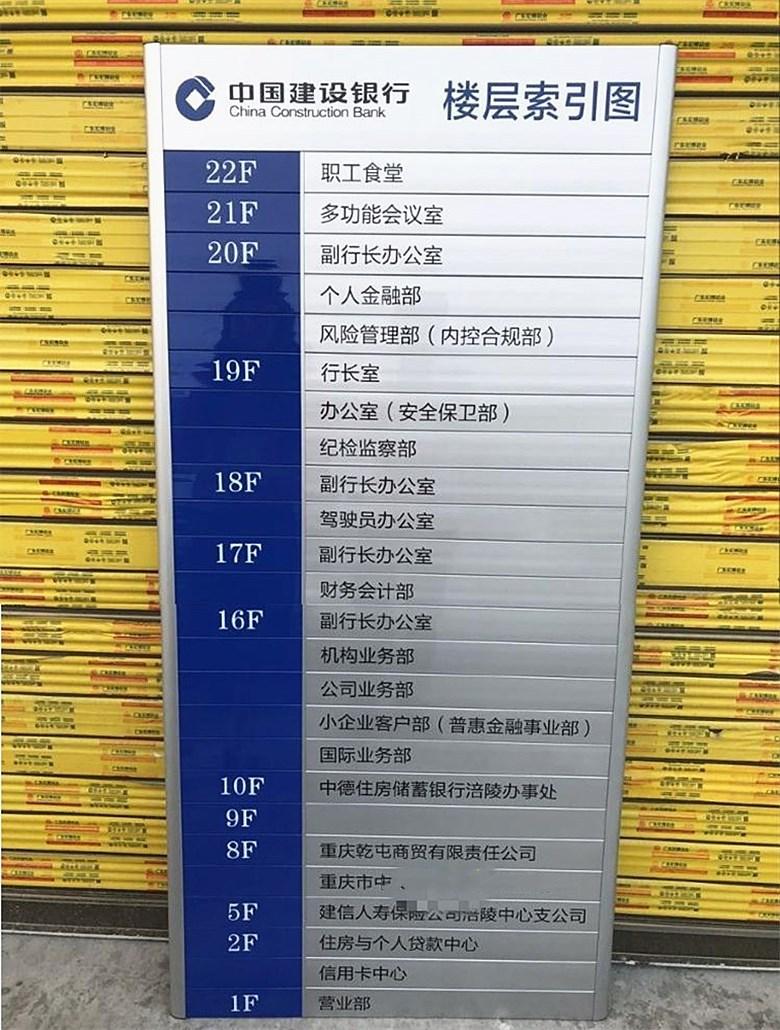 中国建设银行
China Construction Bank
楼层索引图
22F 职工食堂
21F 多功能会议室
20F 副行长办公室
个人金融部
风险管理部（内控合规部）
19F 行长室
办公室（安全保卫部）
纪检监察部
18F 副行长办公室
驾驶员办公室
17F 副行长办公室
财务会计部
16F 副行长办公室
机构业务部
公司业务部
小企业客户部（普惠金融事业部）
国际业务部
10F 中德住房储蓄银行涪陵办事处
9F
8F 重庆乾屯商贸有限责任公司
重庆市中
5F 建信人寿保险公司涪陵中心支公司
2F 住房与个人贷款中心
信用卡中心
1F 营业部